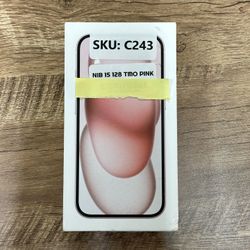 SKU: C243
NIB 15 128 TMO PINK